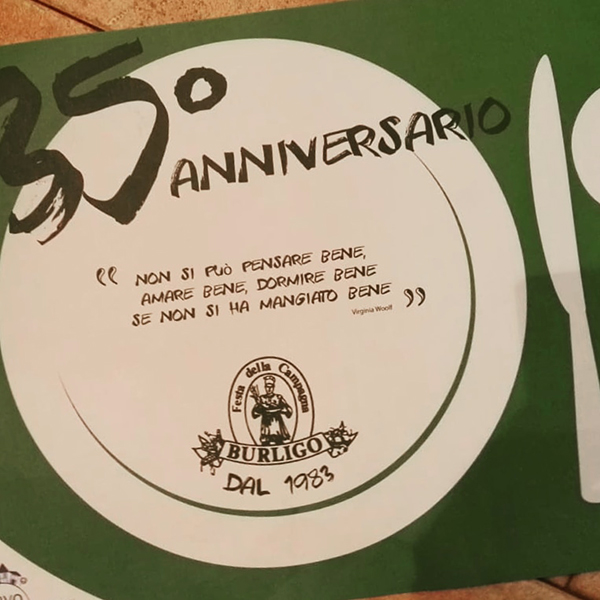 35° ANNIVERSARIO
“ NON SI PUÒ PENSARE BENE,
AMARE BENE, DORMIRE BENE
SE NON SI HA MANGIATO BENE ”
Virginia Woolf
Festa della Campagna
BURLIGO
DAL 1983